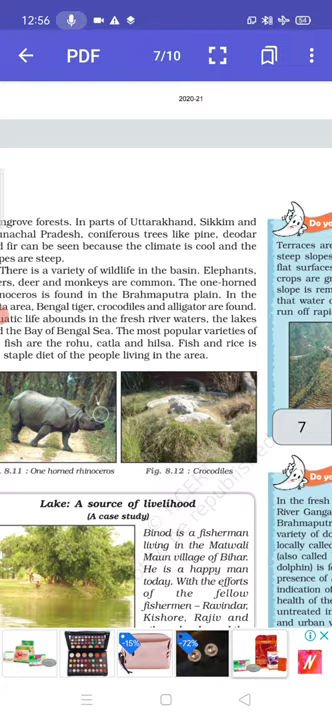 12:56
54
PDF
7/10
2020-21
ngrove forests. In parts of Uttarakhand, Sikkim and
unachal Pradesh, coniferous trees like pine, deodar
d fir can be seen because the climate is cool and the
pes are steep.
There is a variety of wildlife in the basin. Elephants,
ers, deer and monkeys are common. The one-horned
inoceros is found in the Brahmaputra plain. In the
ta area, Bengal tiger, crocodiles and alligator are found.
uatic life abounds in the fresh river waters, the lakes
d the Bay of Bengal Sea. The most popular varieties of
fish are the rohu, catla and hilsa. Fish and rice is
staple diet of the people living in the area.
8.11 : One horned rhinoceros
Fig. 8.12 : Crocodiles
Lake: A source of livelihood
(A case study)
Binod is a fisherman
living in the Matwali
Maun village of Bihar.
He is a happy man
today. With the efforts
of the fellow
fishermen – Ravindar,
Kishore, Rajiv and
Do yo
Terraces are
steep slopes
flat surfaces
crops are gr
slope is rem
that water d
run off rapi
7
Do yo
In the fresh
River Ganga
Brahmaputr
variety of do
locally called
(also called
dolphin) is fo
presence of
indication of
health of the
untreated in
and urban w
-15%
-72%
N